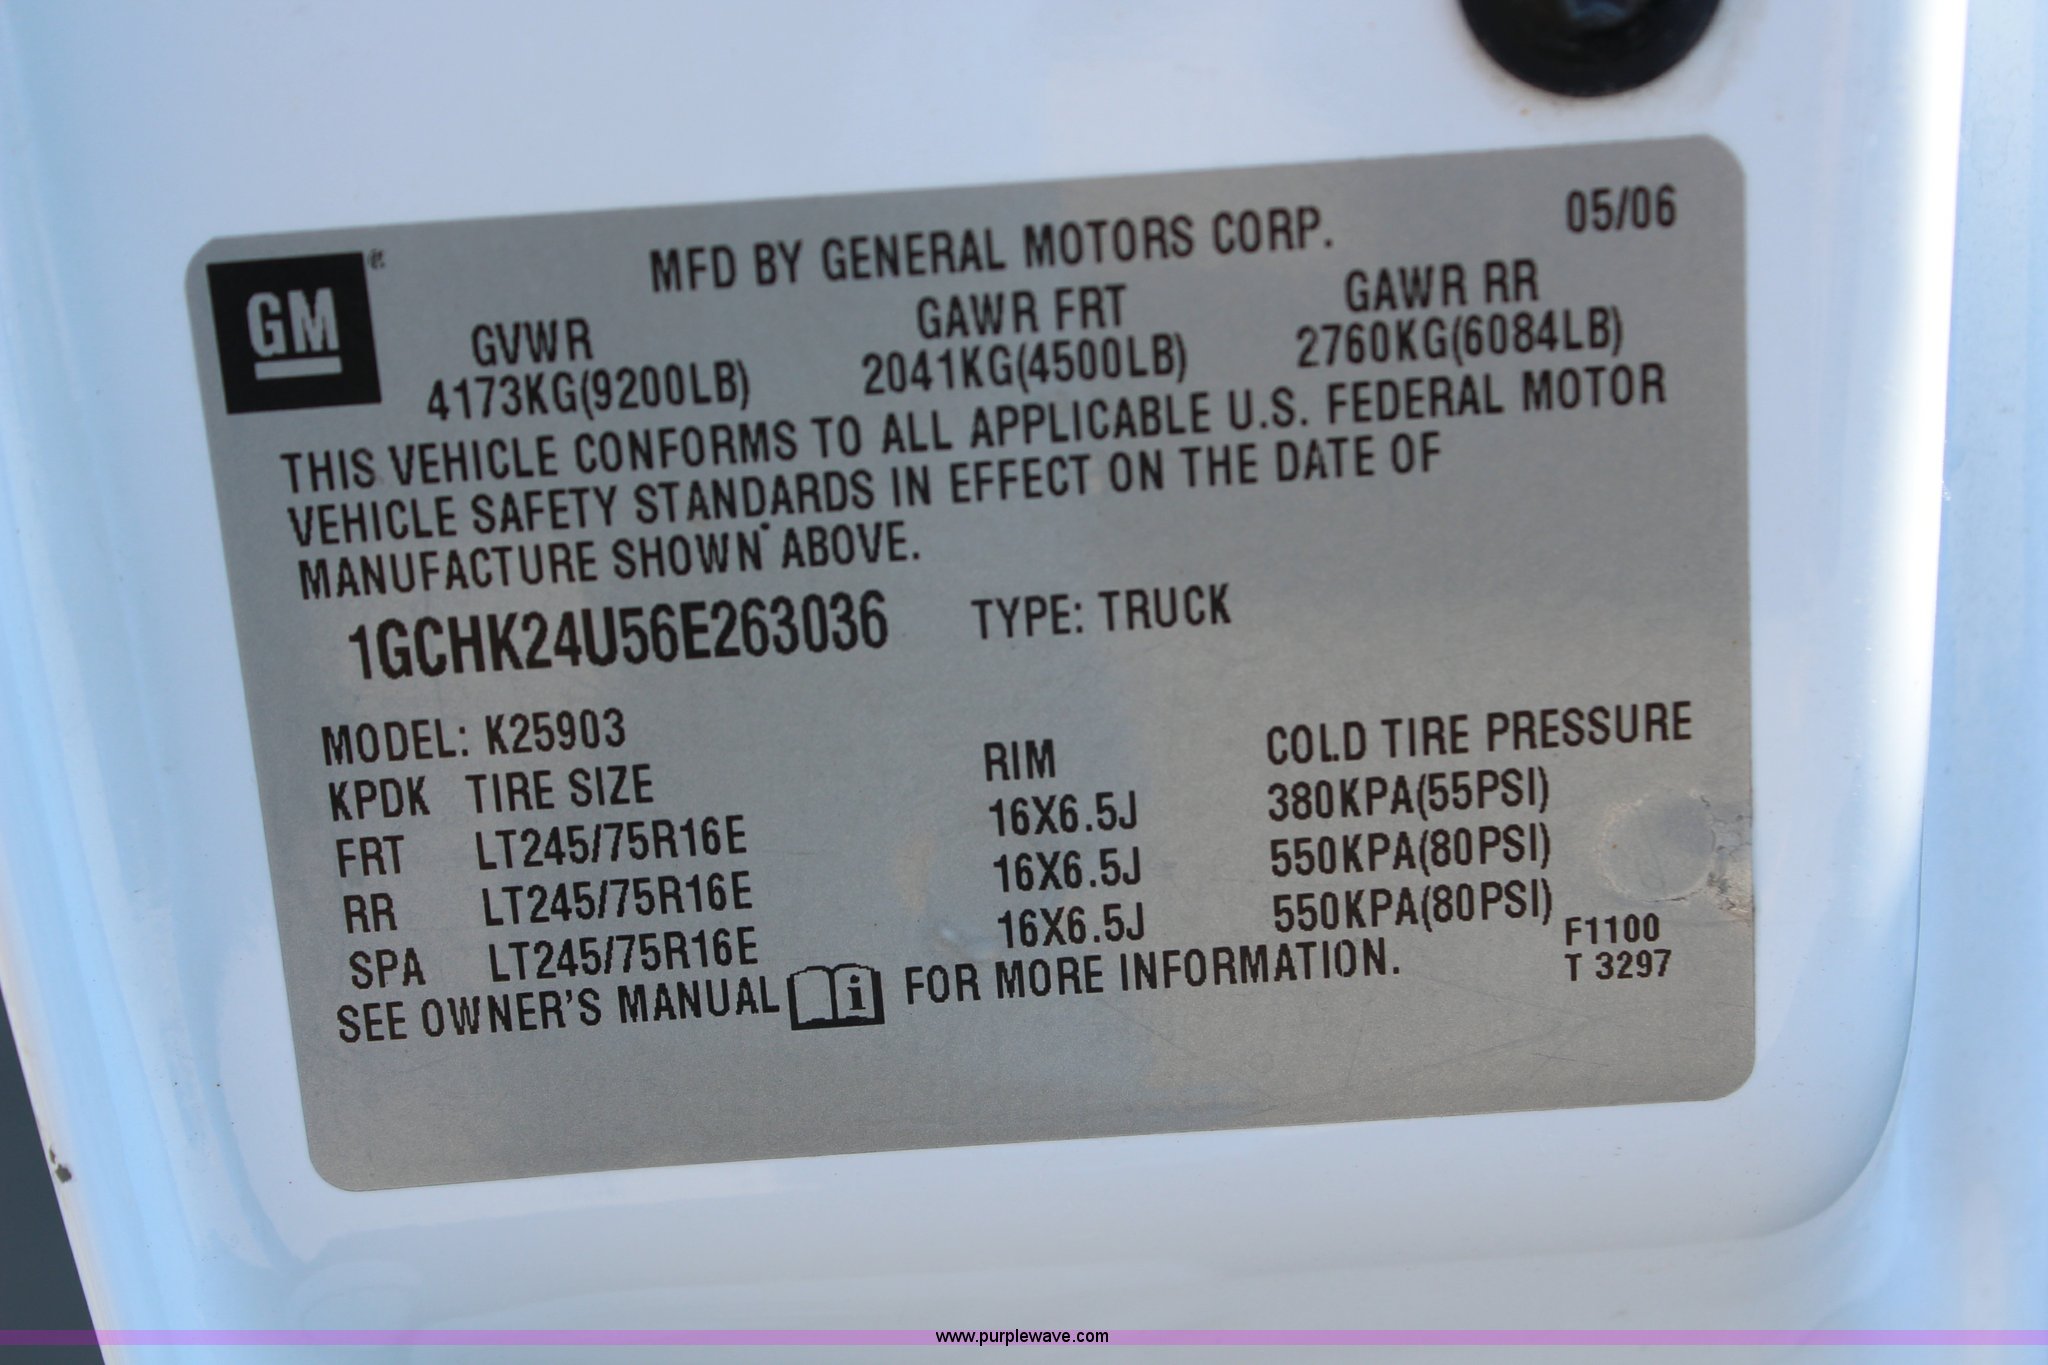 05/06
MFD BY GENERAL MOTORS CORP.
GM
GVWR GAWR FRT GAWR RR
4173KG(9200LB) 2041KG(4500LB) 2760KG(6084LB)
THIS VEHICLE CONFORMS TO ALL APPLICABLE U.S. FEDERAL MOTOR
VEHICLE SAFETY STANDARDS IN EFFECT ON THE DATE OF
MANUFACTURE SHOWN ABOVE.
1GCHK24U56E263036 TYPE: TRUCK
MODEL: K25903
KPDK TIRE SIZE RIM COLD TIRE PRESSURE
FRT LT245/75R16E 16X6.5J 380KPA(55PSI)
RR LT245/75R16E 16X6.5J 550KPA(80PSI)
SPA LT245/75R16E 16X6.5J 550KPA(80PSI)
SEE OWNER'S MANUAL i FOR MORE INFORMATION.
F1100
T 3297
www.purplewave.com